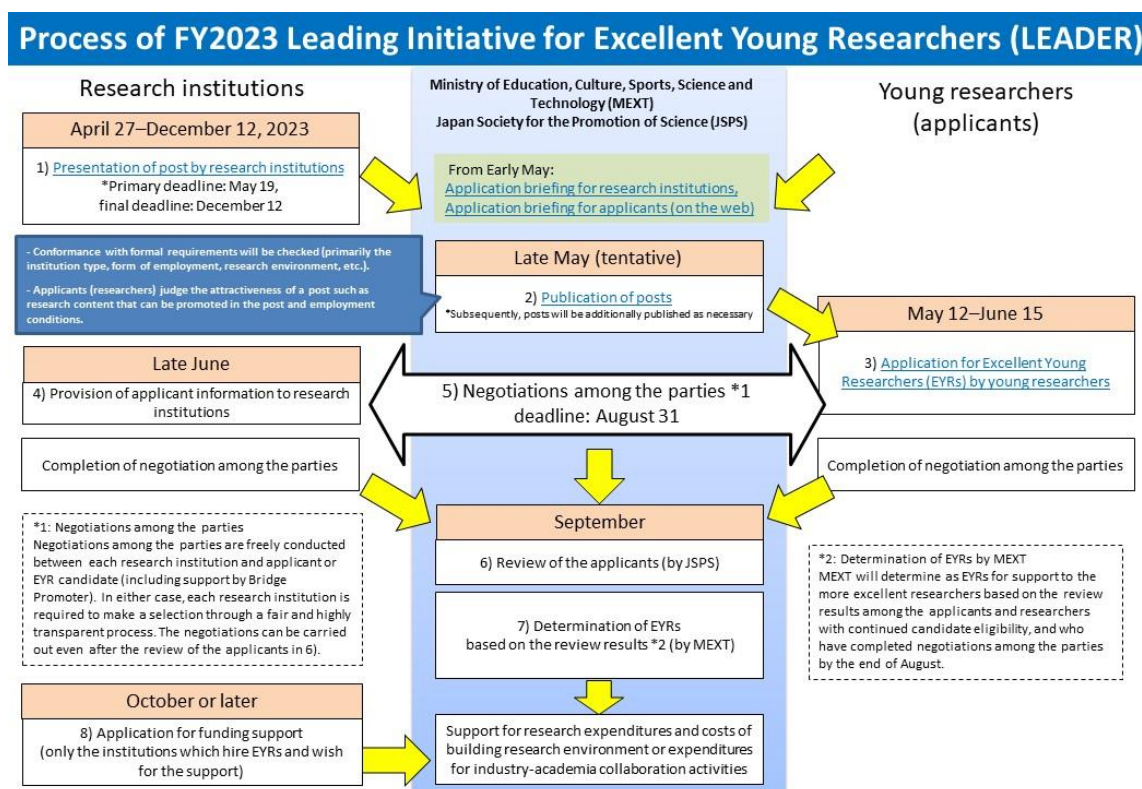 Process of FY2023 Leading Initiative for Excellent Young Researchers (LEADER)
Research institutions
April 27–December 12, 2023
1) Presentation of post by research institutions
*Primary deadline: May 19,
final deadline: December 12
Ministry of Education, Culture, Sports, Science and
Technology (MEXT)
Japan Society for the Promotion of Science (JSPS)
From Early May:
Application briefing for research institutions,
Application briefing for applicants (on the web)
Young researchers
(applicants)
- Conformance with formal requirements will be checked (primarily the
institution type, form of employment, research environment, etc.).
- Applicants (researchers) judge the attractiveness of a post such as
research content that can be promoted in the post and employment
conditions.
Late May (tentative)
2) Publication of posts
*Subsequently, posts will be additionally published as necessary
May 12–June 15
3) Application for Excellent Young
Researchers (EYRs) by young researchers
Late June
4) Provision of applicant information to research
institutions
5) Negotiations among the parties *1
deadline: August 31
Completion of negotiation among the parties
Completion of negotiation among the parties
*1: Negotiations among the parties
Negotiations among the parties are freely conducted
between each research institution and applicant or
EYR candidate (including support by Bridge
Promoter). In either case, each research institution is
required to make a selection through a fair and highly
transparent process. The negotiations can be carried
out even after the review of the applicants in 6).
September
6) Review of the applicants (by JSPS)
7) Determination of EYRs
based on the review results *2 (by MEXT)
*2: Determination of EYRs by MEXT
MEXT will determine as EYRs for support to the
more excellent researchers based on the review
results among the applicants and researchers
with continued candidate eligibility, and who
have completed negotiations among the parties
by the end of August.
October or later
8) Application for funding support
(only the institutions which hire EYRs and wish
for the support)
Support for research expenditures and costs of
building research environment or expenditures
for industry-academia collaboration activities